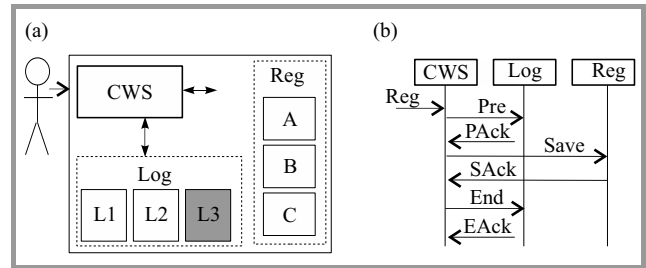 (a)
Reg
CWS
A
B
C
Log
L1 L2 L3
(b)
CWS Log Reg
Reg
Pre
PAck
Save
SAck
End
EAck